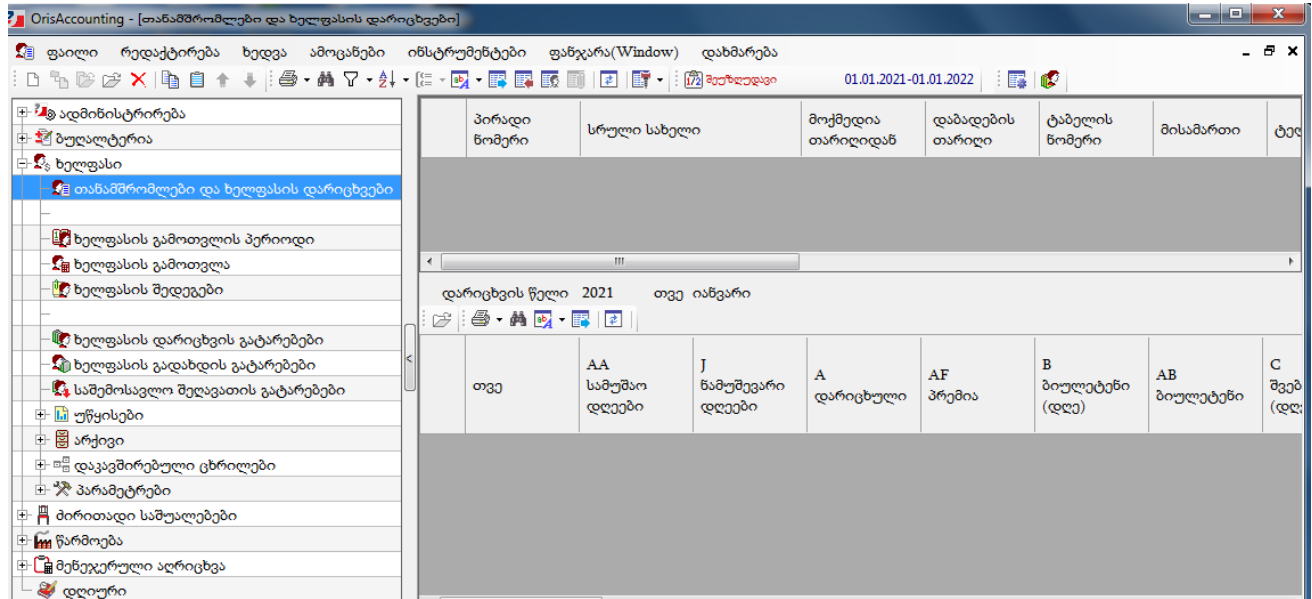 OrisAccounting - [თანამშრომლები და ხელფასის დარიცხვები]
ფაილი რედაქტირება ხედვა ამოცანები ინსტრუმენტები ფანჯარა(Window) დახმარება
შეუზღუდავი 01.01.2021-01.01.2022
ადმინისტრირება
ბუღალტერია
ხელფასი
თანამშრომლები და ხელფასის დარიცხვები
ხელფასის გამოთვლის პერიოდი
ხელფასის გამოთვლა
ხელფასის შედეგები
ხელფასის დარიცხვის გატარებები
ხელფასის გადახდის გატარებები
საშემოსავლო შეღავათის გატარებები
უწყისები
არქივი
დაკავშირებული ცხრილები
პარამეტრები
ძირითადი საშუალებები
წარმოება
მენეჯერული აღრიცხვა
დღიური
პირადი
ნომერი
სრული სახელი
მოქმედია
თარიღიდან
დაბადების
თარიღი
ტაბელის
ნომერი
მისამართი
დარიცხვის წელი 2021 თვე იანვარი
თვე
AA
სამუშაო
დღეები
J
ნამუშევარი
დღეები
A
დარიცხული
AF
პრემია
B
ბიულეტენი
(დღე)
AB
ბიულეტენი
C
შვებ